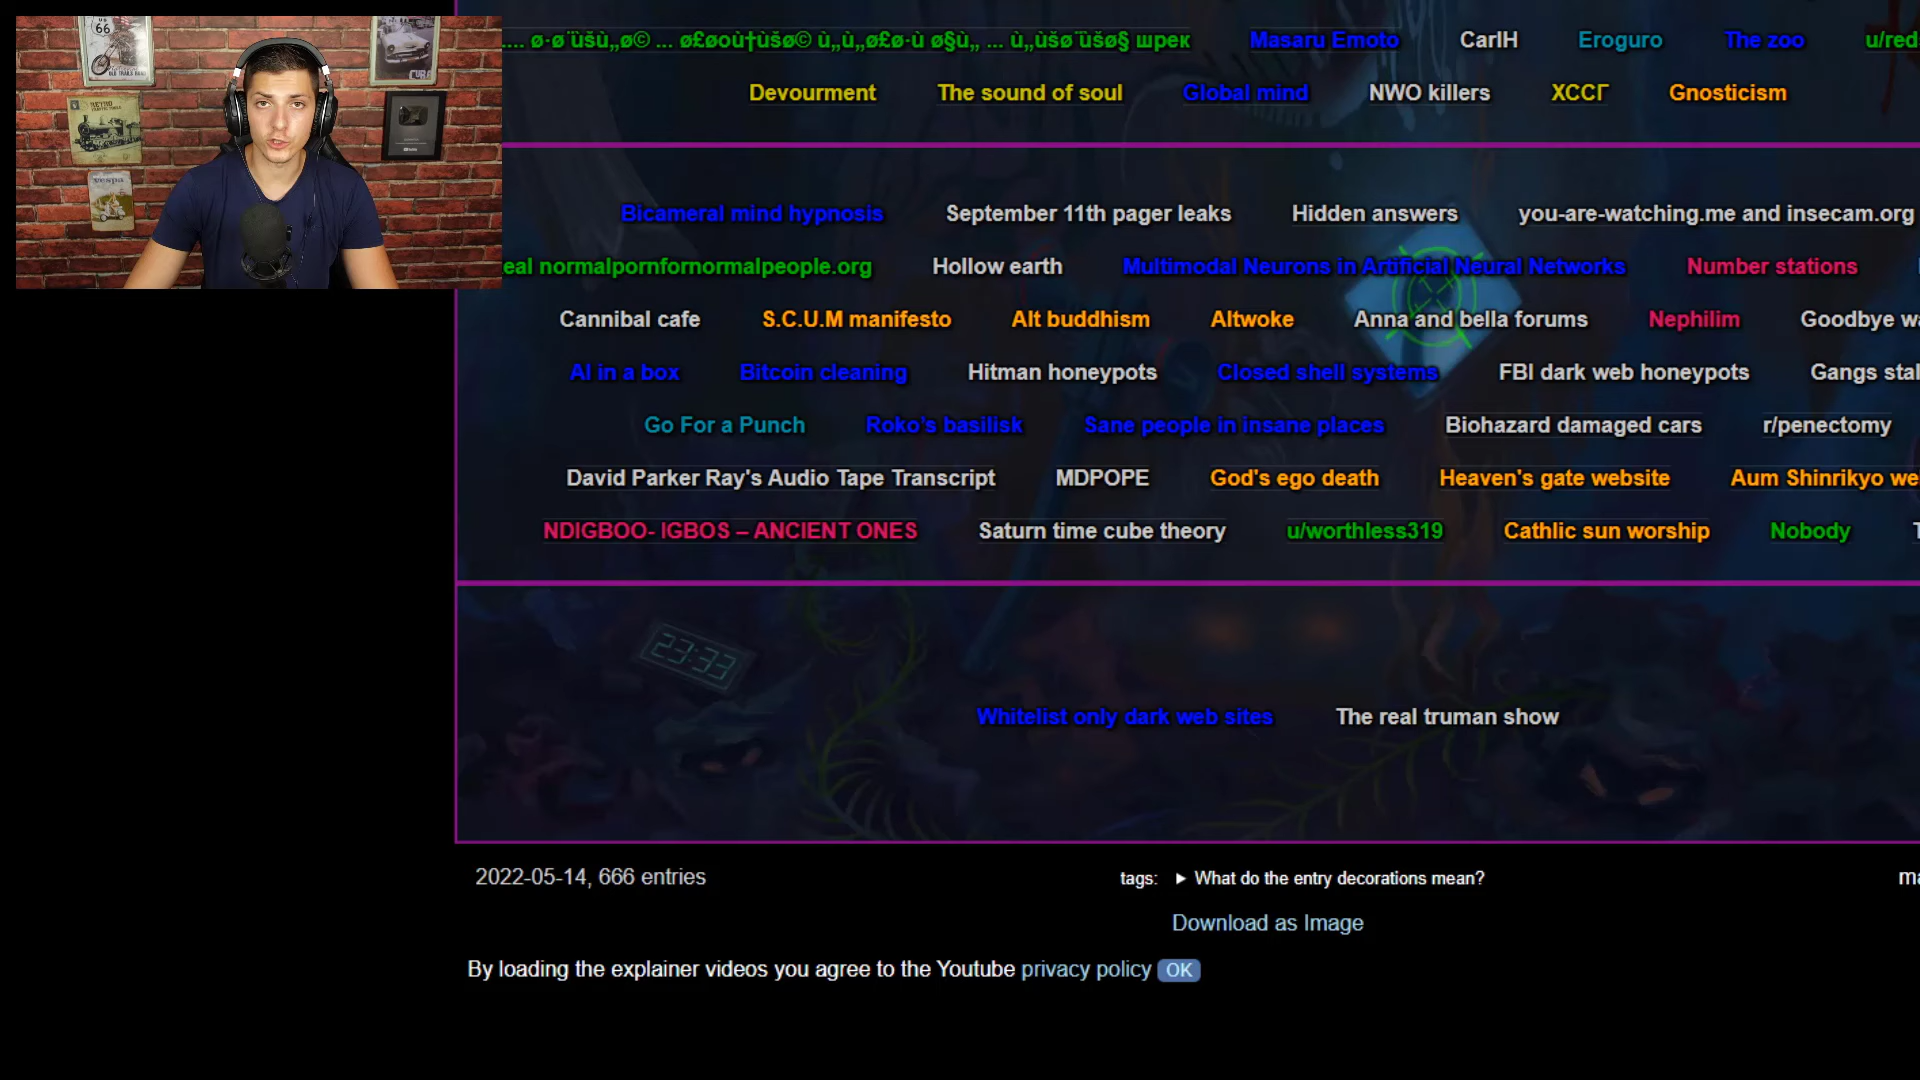 .... ø·ø¨ùšù„ø© ... ø£øoù†ùšø© ù„ù„ø£ø·ù ø§ù„ ... ù„ùšø¨ùšø§ шрек Masaru Emoto CarlH Eroguro The zoo u/red
Devourment The sound of soul Global mind NWO killers ХССГ Gnosticism
Bicameral mind hypnosis September 11th pager leaks Hidden answers you-are-watching.me and insecam.org
eal normalpornfornormalpeople.org Hollow earth Multimodal Neurons in Artificial Neural Networks Number stations
Cannibal cafe S.C.U.M manifesto Alt buddhism Altwoke Anna and bella forums Nephilim Goodbye wa
AI in a box Bitcoin cleaning Hitman honeypots Closed shell systems FBI dark web honeypots Gangs stal
Go For a Punch Roko's basilisk Sane people in insane places Biohazard damaged cars r/penectomy
David Parker Ray's Audio Tape Transcript MDPOPE God's ego death Heaven's gate website Aum Shinrikyo we
NDIGBOO- IGBOS – ANCIENT ONES Saturn time cube theory u/worthless319 Cathlic sun worship Nobody T
23:33
Whitelist only dark web sites The real truman show
2022-05-14, 666 entries tags: ▶ What do the entry decorations mean? ma
Download as Image
By loading the explainer videos you agree to the Youtube privacy policy OK
66
CUBA
vespa